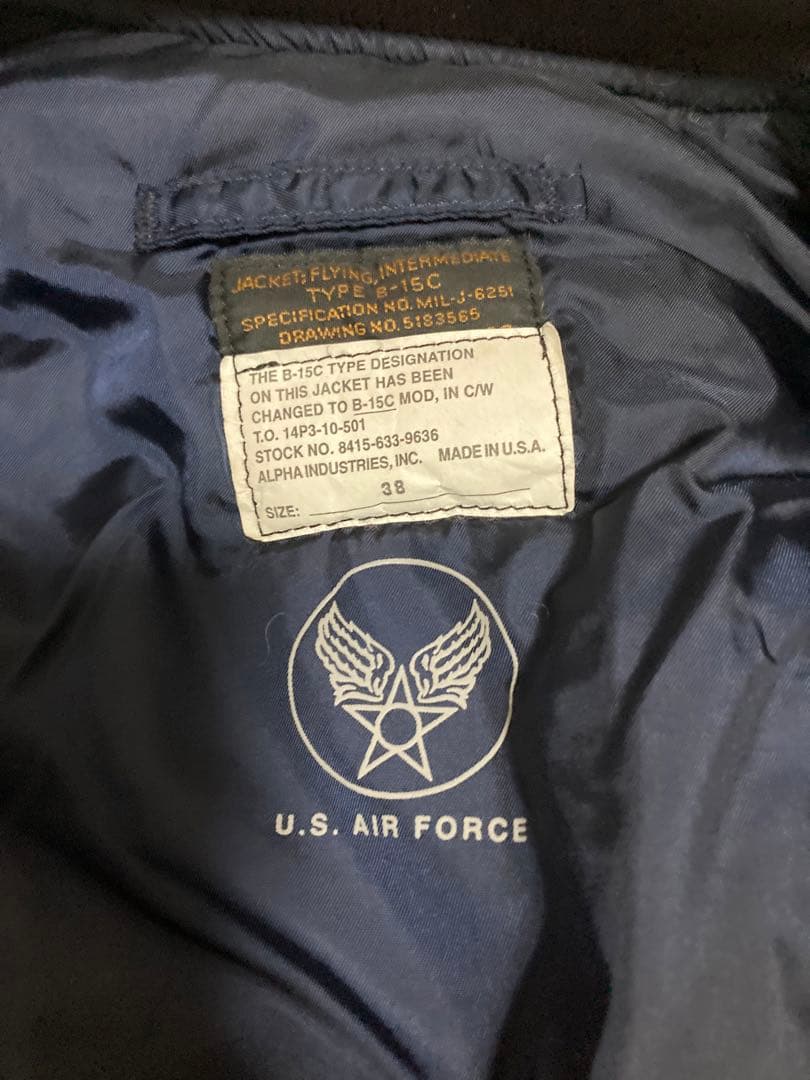 JACKET; FLYING, INTERMEDIATE
TYPE B-15C
SPECIFICATION NO. MIL-J-6251
DRAWING NO. 5183565
THE B-15C TYPE DESIGNATION
ON THIS JACKET HAS BEEN
CHANGED TO B-15C MOD, IN C/W
T.O. 14P3-10-501
STOCK NO. 8415-633-9636
ALPHA INDUSTRIES, INC. MADE IN U.S.A.
SIZE: 38
U.S. AIR FORCE